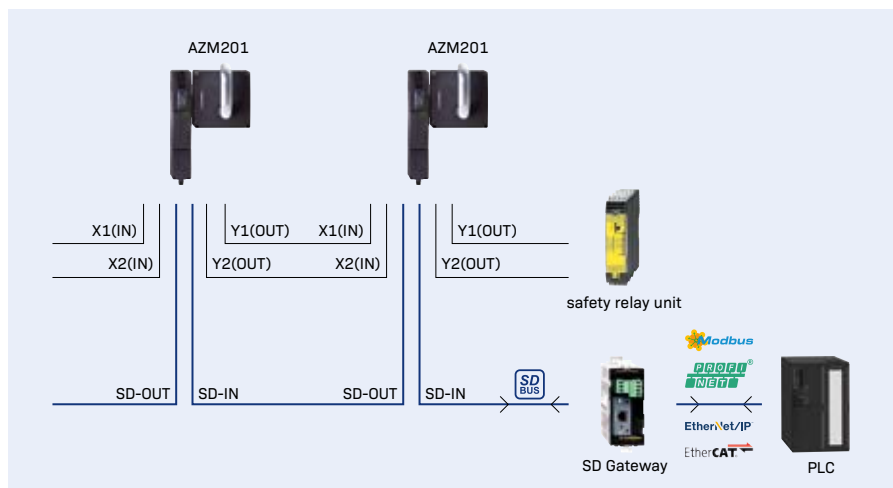 AZM201
AZM201
X1(IN)
Y1(OUT)
X1(IN)
Y1(OUT)
X2(IN)
Y2(OUT)
X2(IN)
Y2(OUT)
safety relay unit
Modbus
SD
BUS
PROFI®
NET
SD-OUT
SD-IN
SD-OUT
SD-IN
EtherNet/IP
EtherCAT
SD Gateway
PLC